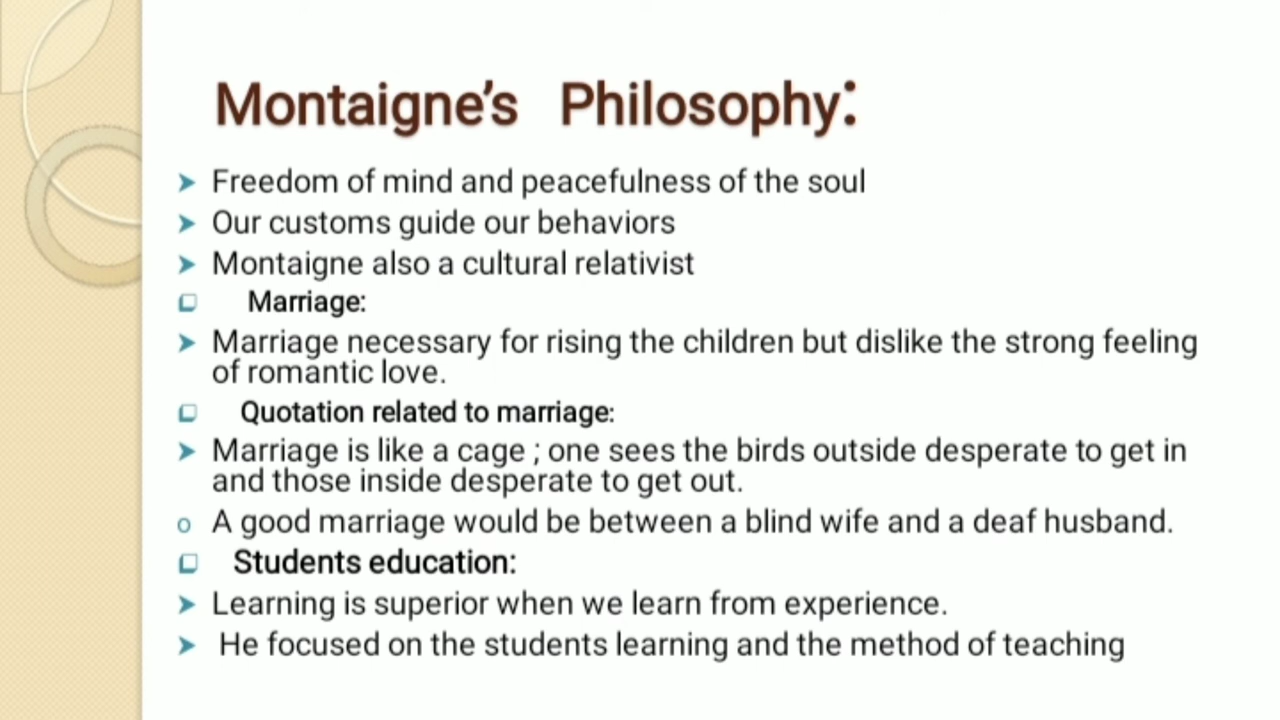 Montaigne's Philosophy:
Freedom of mind and peacefulness of the soul
Our customs guide our behaviors
Montaigne also a cultural relativist
Marriage:
Marriage necessary for rising the children but dislike the strong feeling
of romantic love.
Quotation related to marriage:
Marriage is like a cage ; one sees the birds outside desperate to get in
and those inside desperate to get out.
A good marriage would be between a blind wife and a deaf husband.
Students education:
Learning is superior when we learn from experience.
He focused on the students learning and the method of teaching